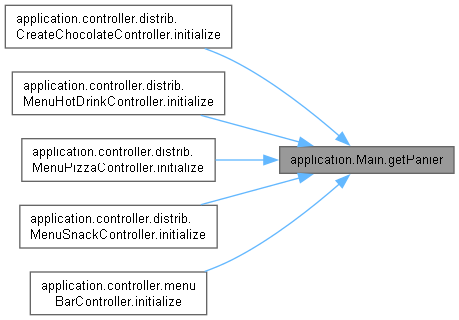 application.controller.distrib.
CreateChocolateController.initialize
application.controller.distrib.
MenuHotDrinkController.initialize
application.controller.distrib.
MenuPizzaController.initialize
application.controller.distrib.
MenuSnackController.initialize
application.controller.menu
BarController.initialize
application.Main.getPanier